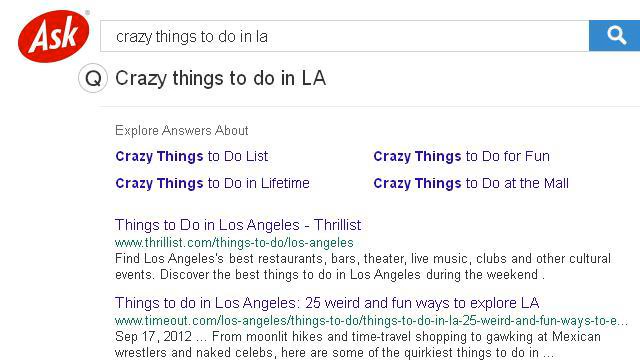 Ask®
crazy things to do in la
Q Crazy things to do in LA
Explore Answers About
Crazy Things to Do List
Crazy Things to Do for Fun
Crazy Things to Do in Lifetime
Crazy Things to Do at the Mall
Things to Do in Los Angeles - Thrillist
www.thrillist.com/things-to-do/los-angeles
Find Los Angeles's best restaurants, bars, theater, live music, clubs and other cultural
events. Discover the best things to do in Los Angeles during the weekend .
Things to do in Los Angeles: 25 weird and fun ways to explore LA
www.timeout.com/los-angeles/things-to-do/things-to-do-in-la-25-weird-and-fun-ways-to-e...
Sep 17, 2012 ... From moonlit hikes and time-travel shopping to gawking at Mexican
wrestlers and naked celebs, here are some of the quirkiest things to do in ...